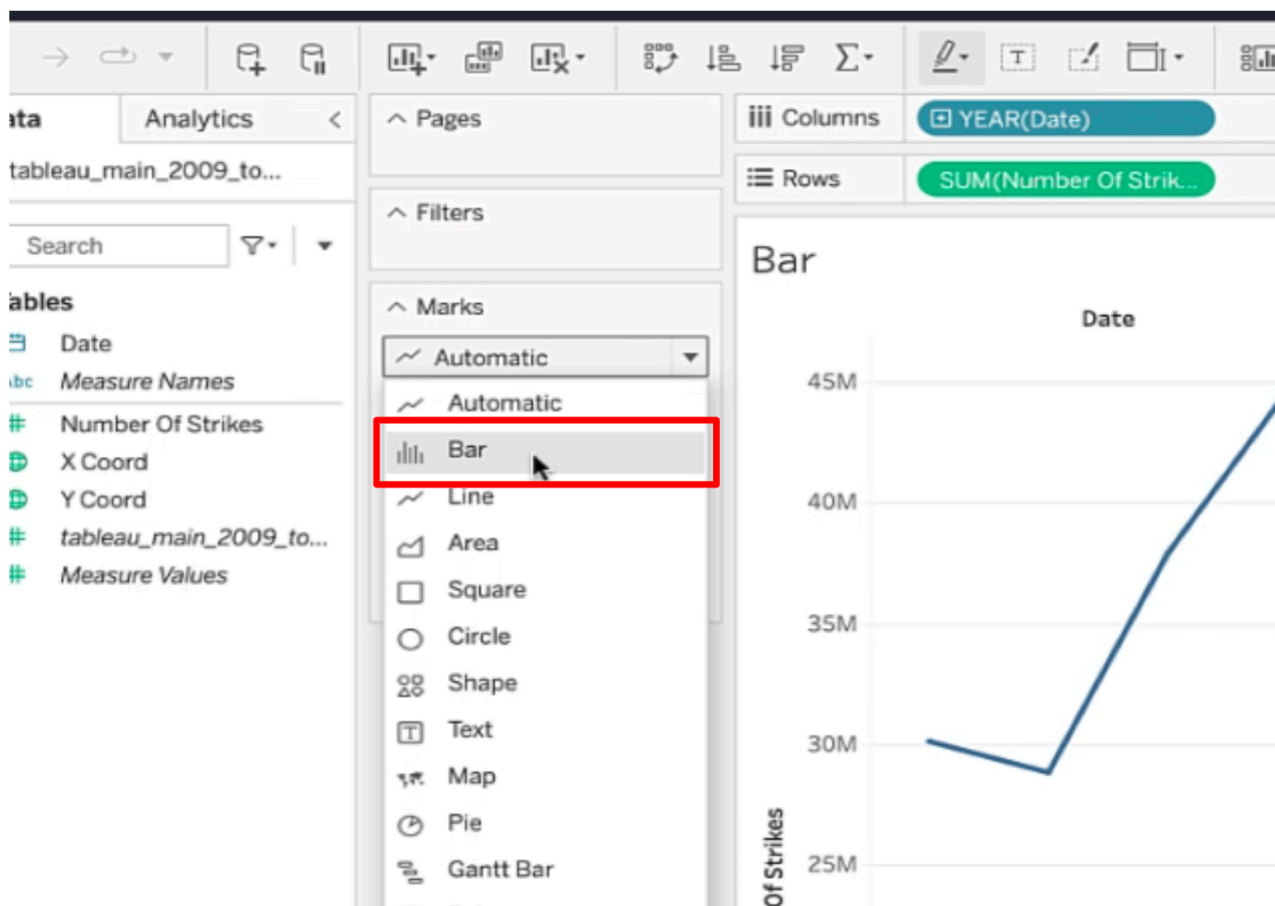 ata
Analytics
tableau_main_2009_to...
Search
Tables
Date
Abc Measure Names
Number Of Strikes
X Coord
Y Coord
tableau_main_2009_to...
Measure Values
Pages
Filters
Marks
Automatic
Automatic
Bar
Line
Area
Square
Circle
Shape
Text
Map
Pie
Gantt Bar
Columns
YEAR(Date)
Rows
SUM(Number Of Strik...
Bar
Date
45M
40M
35M
30M
25M
Of Strikes